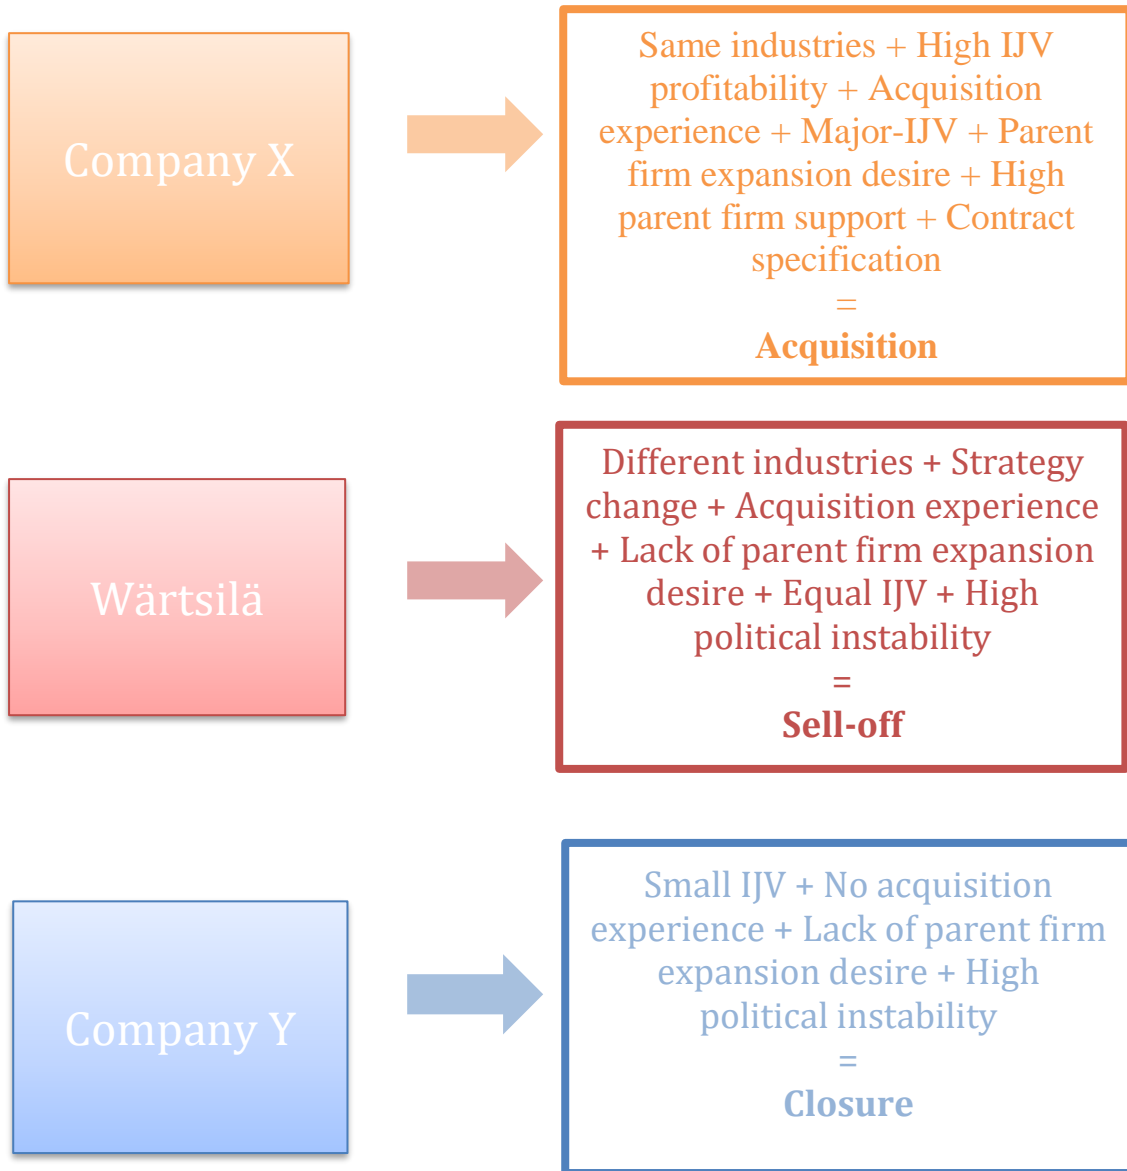 Company X
Same industries + High IJV
profitability + Acquisition
experience + Major-IJV + Parent
firm expansion desire + High
parent firm support + Contract
specification
=
Acquisition
Wärtsilä
Different industries + Strategy
change + Acquisition experience
+ Lack of parent firm expansion
desire + Equal IJV + High
political instability
=
Sell-off
Company Y
Small IJV + No acquisition
experience + Lack of parent firm
expansion desire + High
political instability
=
Closure